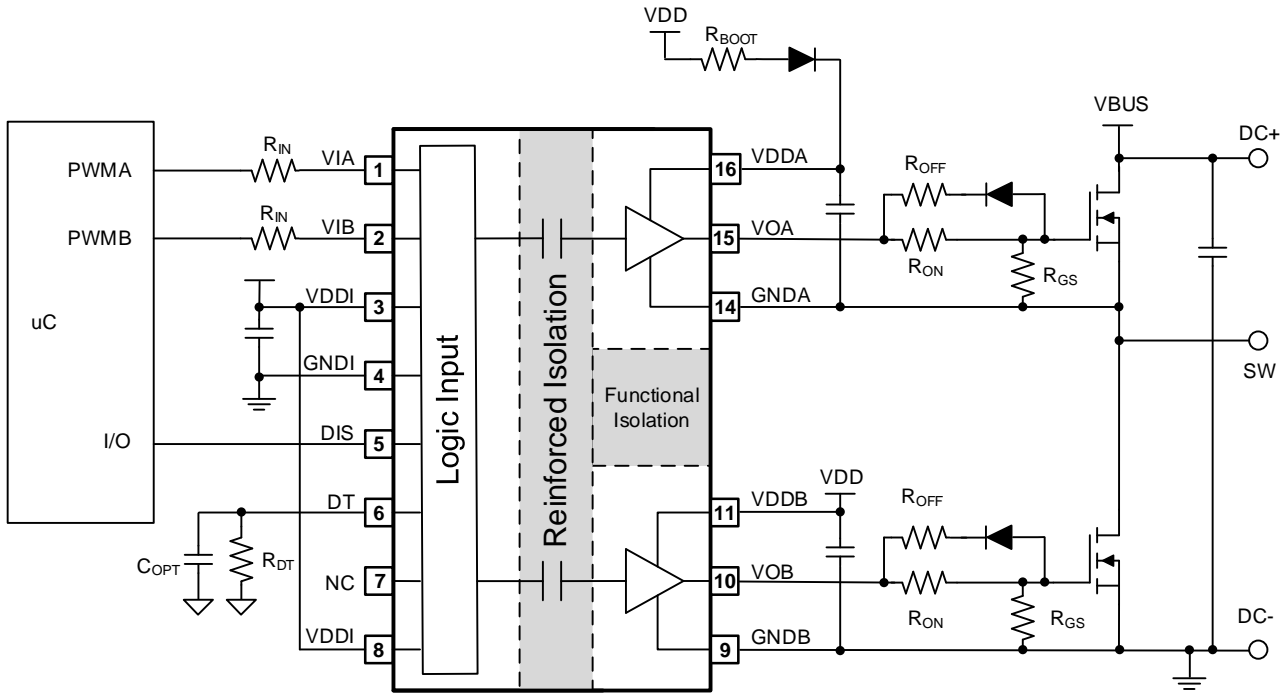 VDD
RBOOT
VBUS
DC+
PWMA
RIN
VIA
1
16
VDDA
ROFF
PWMB
RIN
VIB
2
15
VOA
RON
RGS
VDDI
3
14
GNDA
uC
GNDI
4
SW
Logic Input
Reinforced Isolation
Functional
Isolation
I/O
DIS
5
DT
6
11
VDDB
VDD
ROFF
COPT
RDT
NC
7
10
VOB
RON
RGS
VDDI
8
9
GNDB
DC-